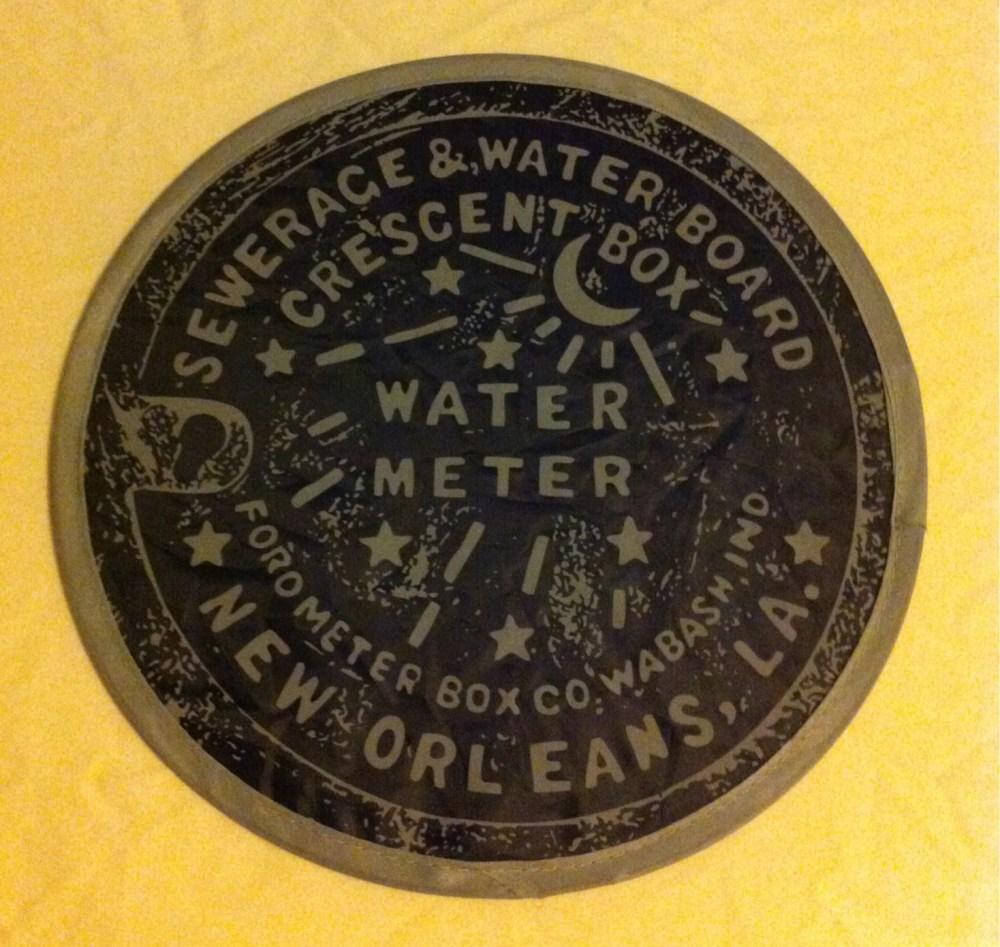 SEWERAGE & WATER BOARD
CRESCENT BOX
WATER
METER
FORD METER BOX CO. WABASH, IND
NEW ORLEANS, LA.